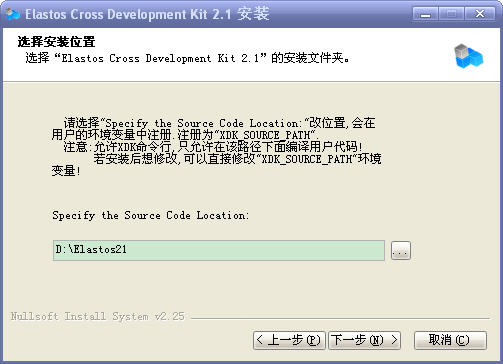 Elastos Cross Development Kit 2.1 安装
选择安装位置
选择“Elastos Cross Development Kit 2.1”的安装文件夹。
请选择"Specify the Source Code Location:"改位置,会在
用户的环境变量中注册.注册为"XDK_SOURCE_PATH".
注意:允许XDK命令行,只允许在该路径下面编译用户代码!
若安装后想修改,可以直接修改"XDK_SOURCE_PATH"环境
变量!
Specify the Source Code Location:
D:\Elastos21
...
Nullsoft Install System v2.25
< 上一步(P)
下一步(N) >
取消(C)